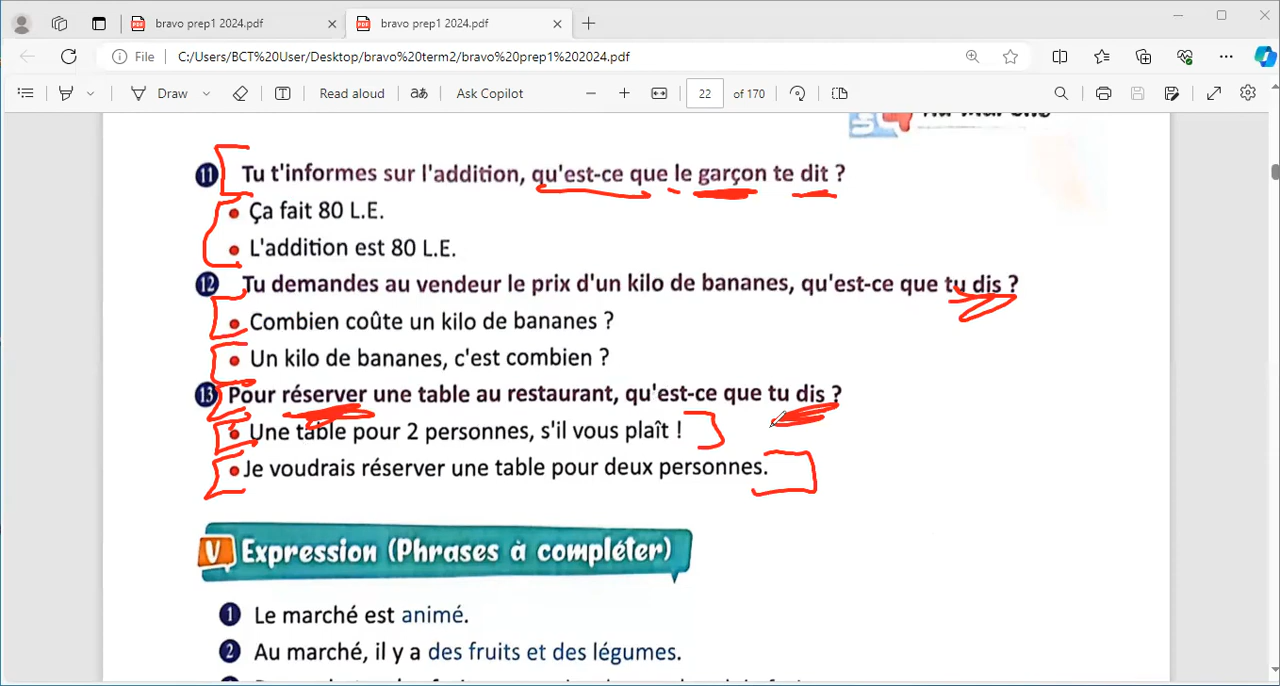 bravo prep1 2024.pdf
bravo prep1 2024.pdf
File C:/Users/BCT%20User/Desktop/bravo%20term2/bravo%20prep1%202024.pdf
Draw Read aloud aあ Ask Copilot 22 of 170
11 Tu t'informes sur l'addition, qu'est-ce que le garçon te dit ?
• Ça fait 80 L.E.
• L'addition est 80 L.E.
12 Tu demandes au vendeur le prix d'un kilo de bananes, qu'est-ce que tu dis ?
• Combien coûte un kilo de bananes ?
• Un kilo de bananes, c'est combien ?
13 Pour réserver une table au restaurant, qu'est-ce que tu dis ?
• Une table pour 2 personnes, s'il vous plaît !
• Je voudrais réserver une table pour deux personnes.
V Expression (Phrases à compléter)
1 Le marché est animé.
2 Au marché, il y a des fruits et des légumes.